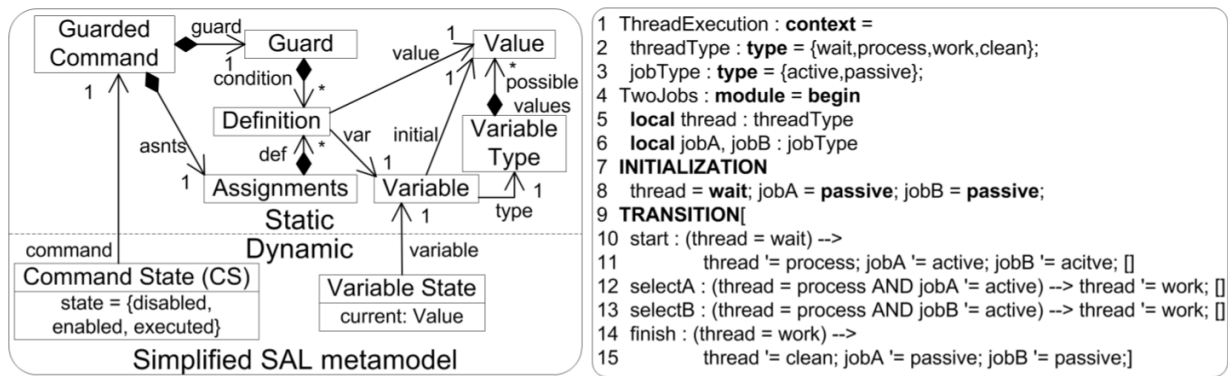 Guarded
Command
guard
1
Guard
value
1
Value
1
condition
*
1
*
possible
values
Definition
asnts
def
*
var
initial
Variable
Type
1
Assignments
1
Variable
1
type
Static
1
Dynamic
command
variable
Command State (CS)
state = {disabled,
enabled, executed}
Variable State
current: Value
Simplified SAL metamodel
1 ThreadExecution : context =
2 threadType : type = {wait,process,work,clean};
3 jobType : type = {active,passive};
4 TwoJobs : module = begin
5 local thread : threadType
6 local jobA, jobB : jobType
7 INITIALIZATION
8 thread = wait; jobA = passive; jobB = passive;
9 TRANSITION[
10 start : (thread = wait) -->
11 thread '= process; jobA '= active; jobB '= acitve; []
12 selectA : (thread = process AND jobA '= active) --> thread '= work; []
13 selectB : (thread = process AND jobB '= active) --> thread '= work; []
14 finish : (thread = work) -->
15 thread '= clean; jobA '= passive; jobB '= passive;]